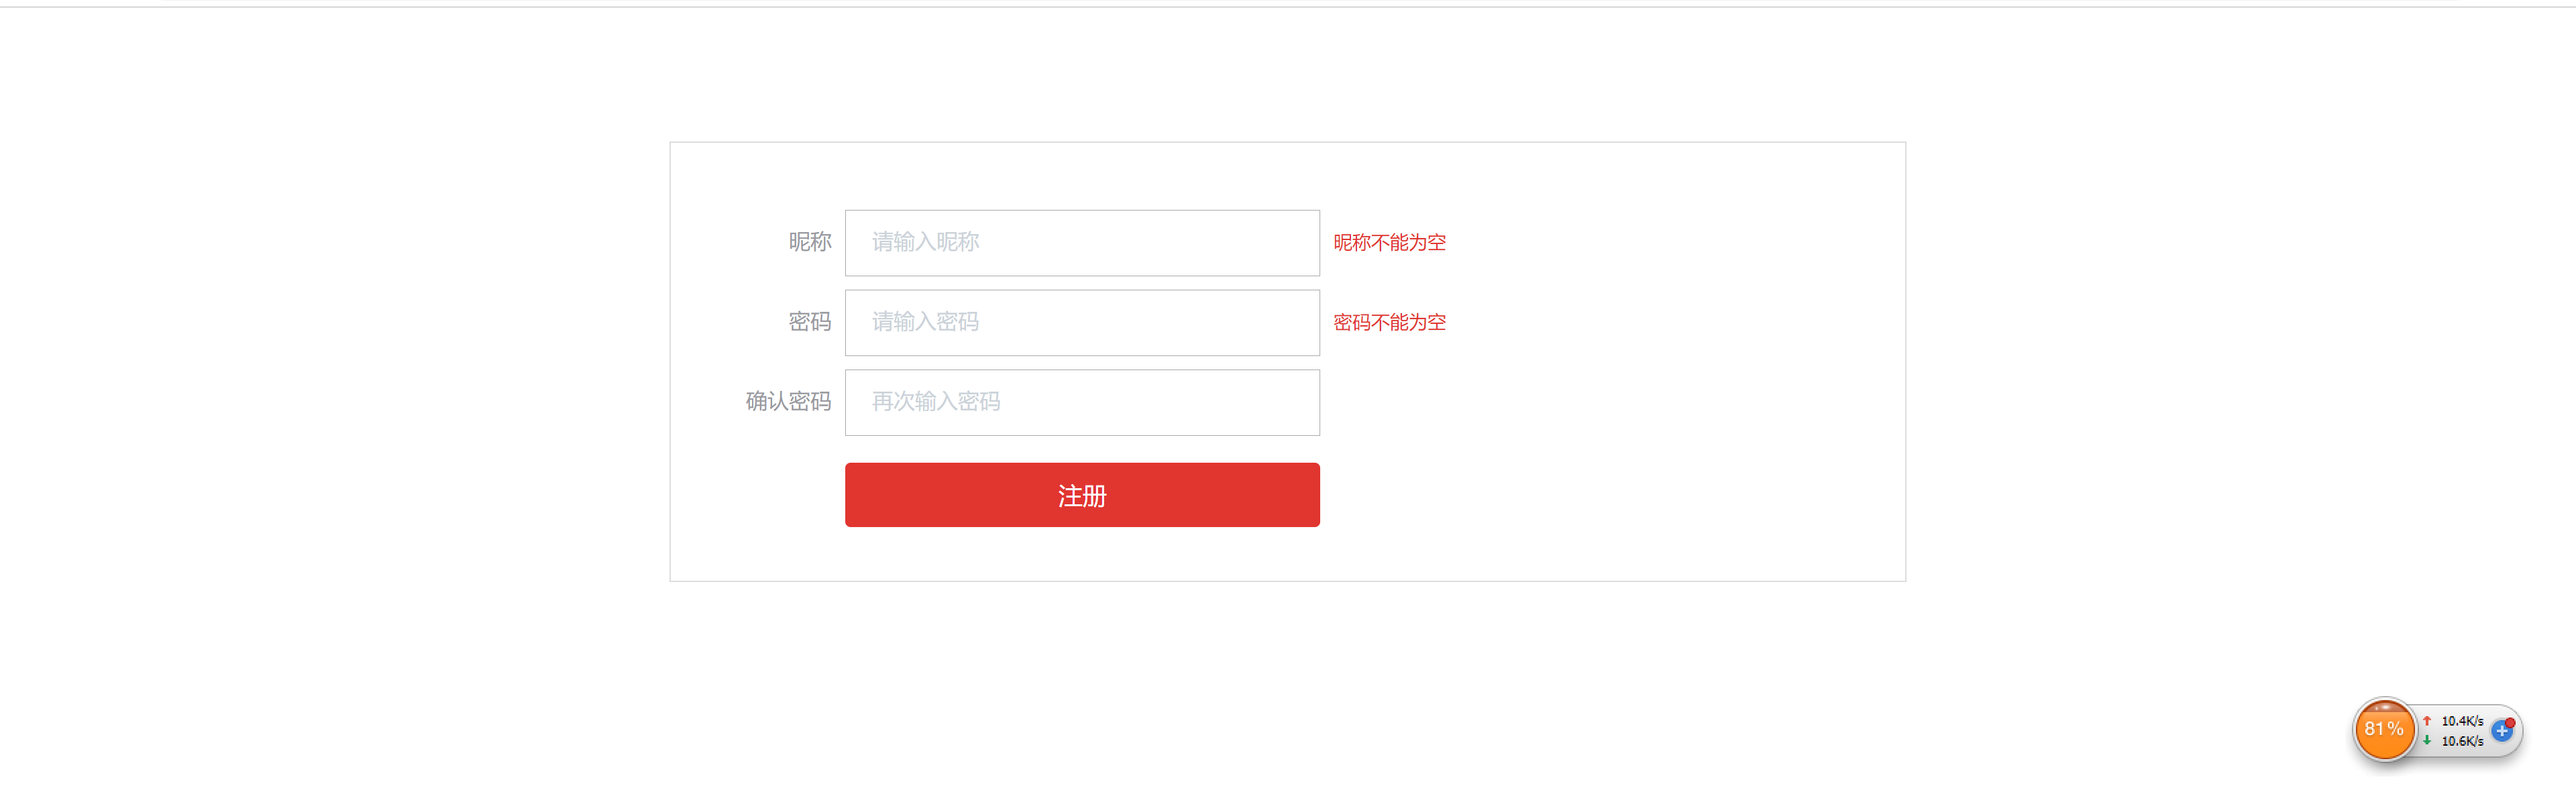 昵称 请输入昵称 昵称不能为空
密码 请输入密码 密码不能为空
确认密码 再次输入密码
注册
81% 10.4K/s
10.6K/s